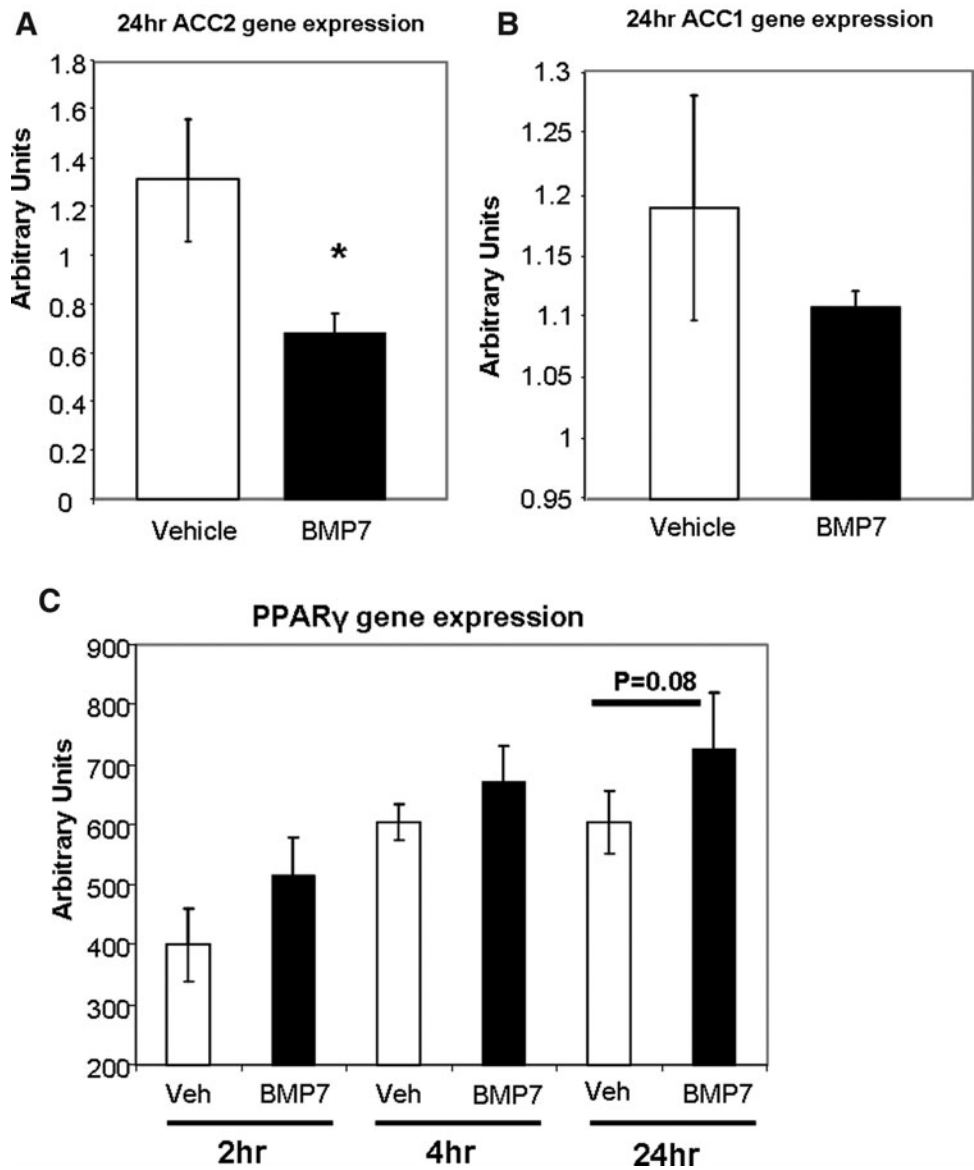 A
24hr ACC2 gene expression
Arbitrary Units
1.8
1.6
1.4
1.2
1
0.8
0.6
0.4
0.2
0
*
Vehicle BMP7
B
24hr ACC1 gene expression
Arbitrary Units
1.3
1.25
1.2
1.15
1.1
1.05
1
0.95
Vehicle BMP7
C
PPARγ gene expression
Arbitrary Units
900
800
700
600
500
400
300
200
P=0.08
Veh BMP7 Veh BMP7 Veh BMP7
2hr 4hr 24hr